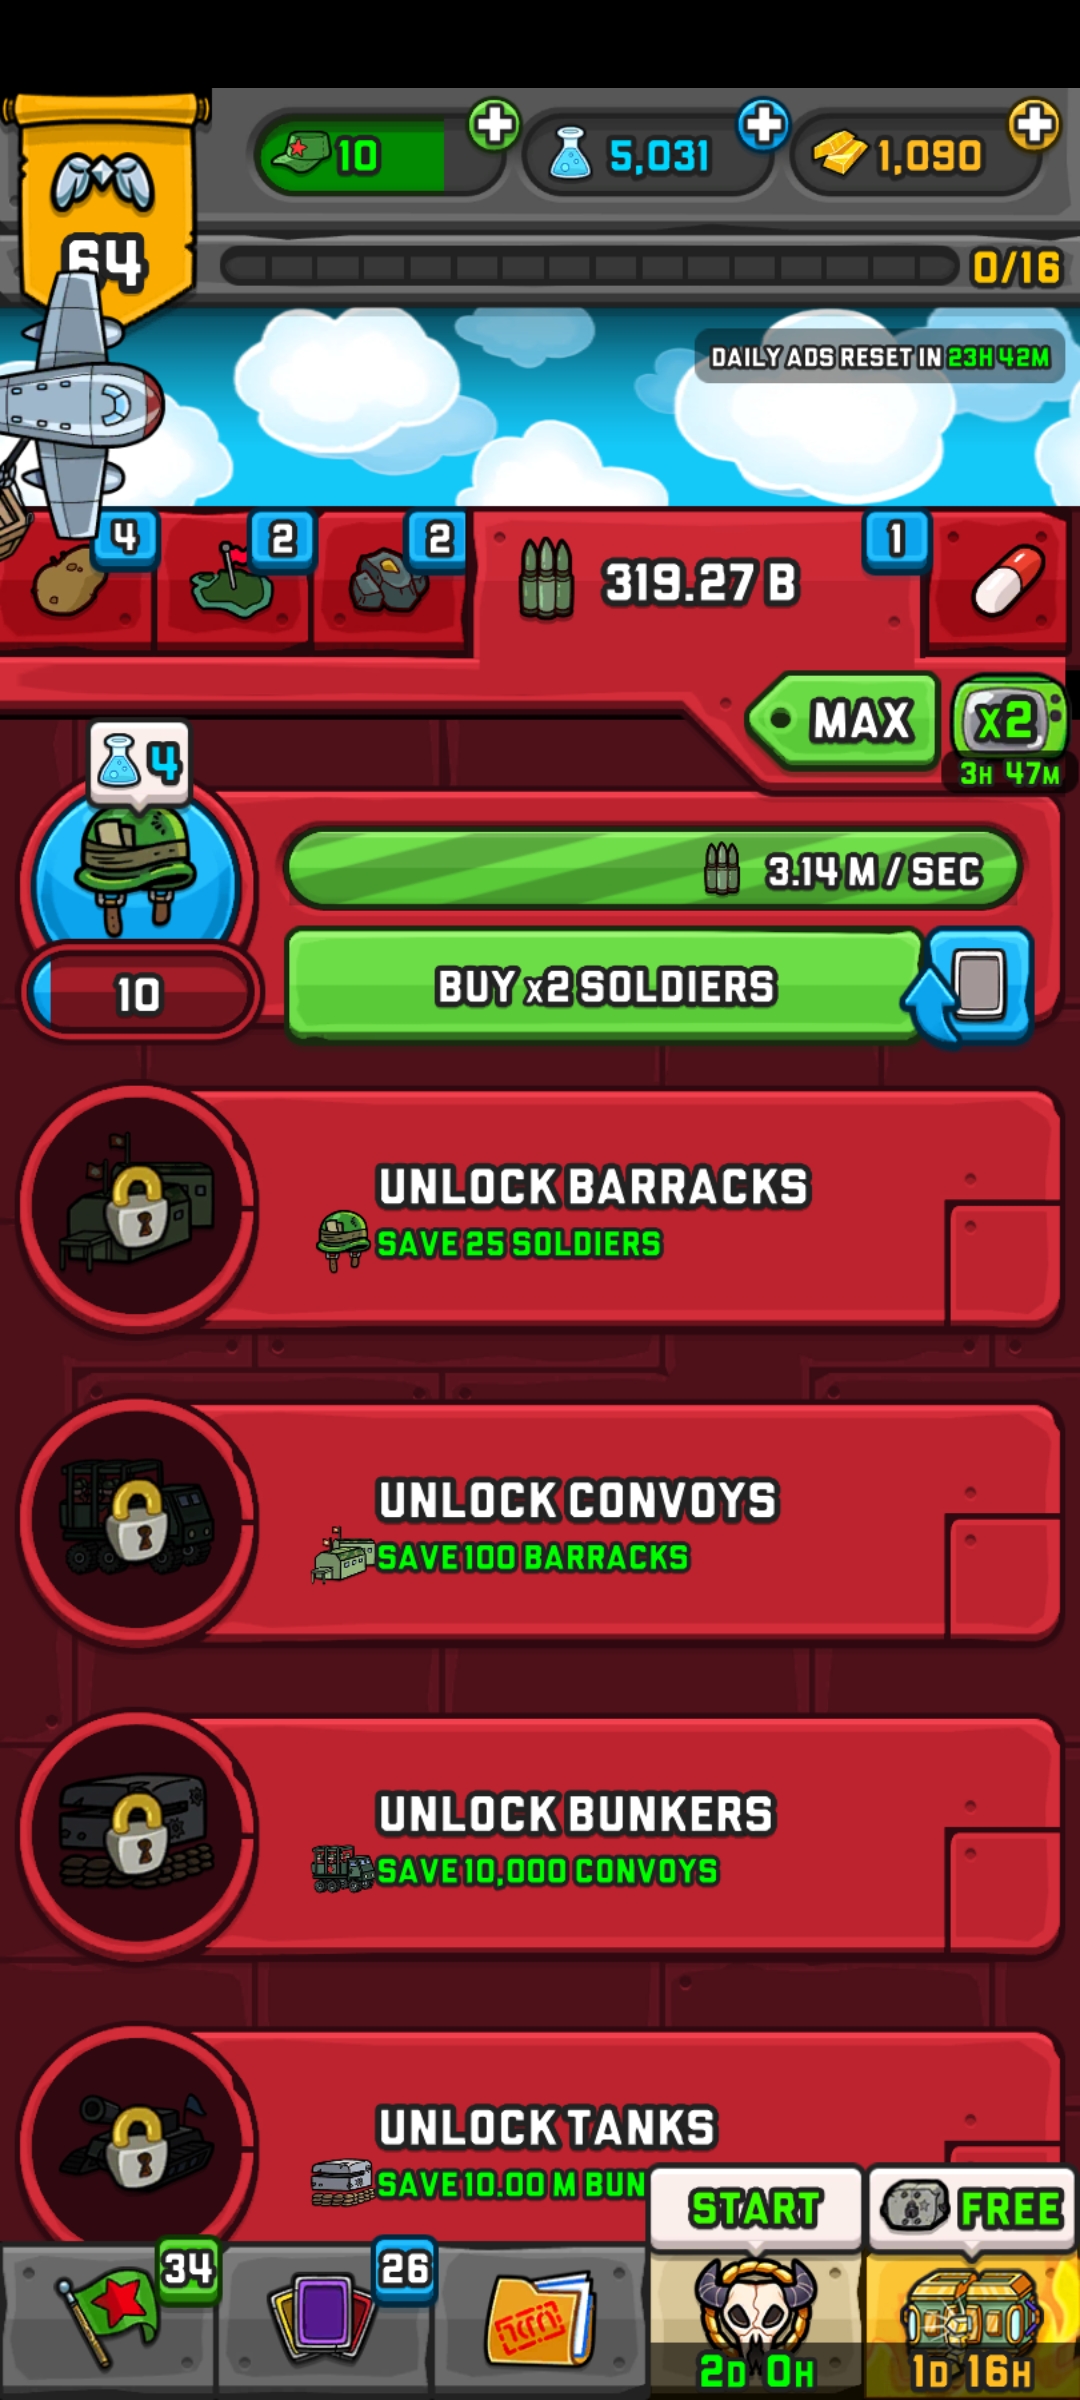 10
5,031
1,090
64
0/16
DAILY ADS RESET IN 23H 42M
4
2
2
319.27 B
1
MAX
X2
3H 47M
4
3.14 M / SEC
10
BUY x2 SOLDIERS
UNLOCK BARRACKS
SAVE 25 SOLDIERS
UNLOCK CONVOYS
SAVE 100 BARRACKS
UNLOCK BUNKERS
SAVE 10,000 CONVOYS
UNLOCK TANKS
SAVE 10.00 M BUN
START
FREE
34
26
2D 0H
1D 16H